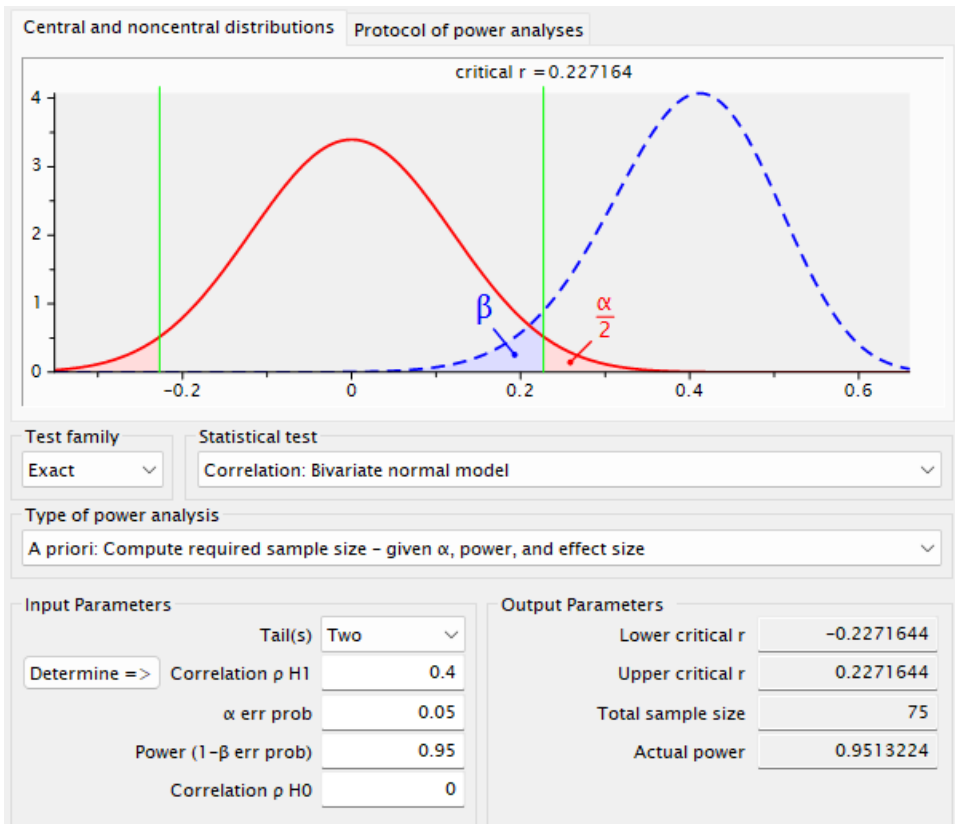 Central and noncentral distributions Protocol of power analyses
critical r = 0.227164
4
3
2
1
0
β
α
2
-0.2 0 0.2 0.4 0.6
Test family Statistical test
Exact Correlation: Bivariate normal model
Type of power analysis
A priori: Compute required sample size – given α, power, and effect size
Input Parameters Output Parameters
Tail(s) Two Lower critical r -0.2271644
Determine => Correlation ρ H1 0.4 Upper critical r 0.2271644
α err prob 0.05 Total sample size 75
Power (1-β err prob) 0.95 Actual power 0.9513224
Correlation ρ H0 0